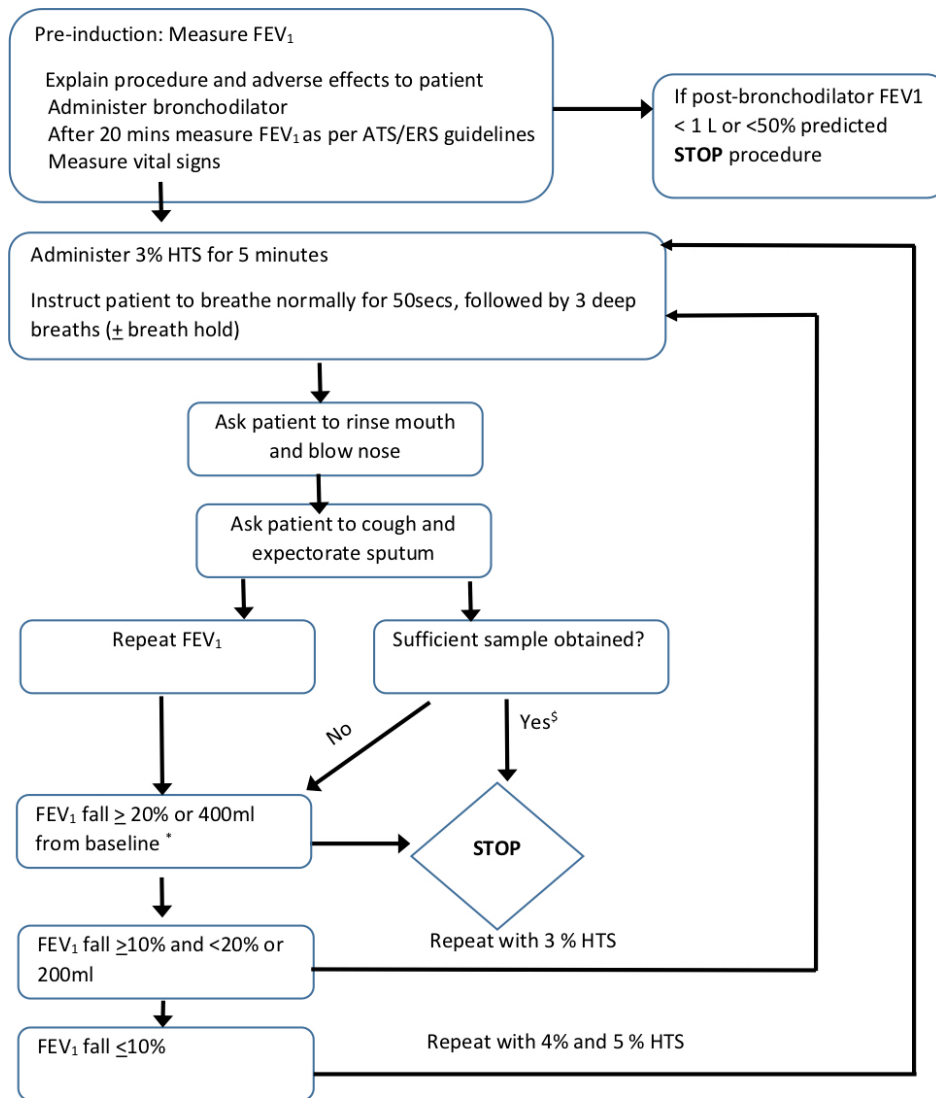 Pre-induction: Measure FEV₁
Explain procedure and adverse effects to patient
Administer bronchodilator
After 20 mins measure FEV₁ as per ATS/ERS guidelines
Measure vital signs
If post-bronchodilator FEV1
< 1 L or <50% predicted
STOP procedure
Administer 3% HTS for 5 minutes
Instruct patient to breathe normally for 50secs, followed by 3 deep
breaths (± breath hold)
Ask patient to rinse mouth
and blow nose
Ask patient to cough and
expectorate sputum
Repeat FEV₁
Sufficient sample obtained?
No
Yes$
FEV₁ fall ≥ 20% or 400ml
from baseline *
STOP
FEV₁ fall ≥10% and <20% or
200ml
Repeat with 3 % HTS
FEV₁ fall ≤10%
Repeat with 4% and 5 % HTS